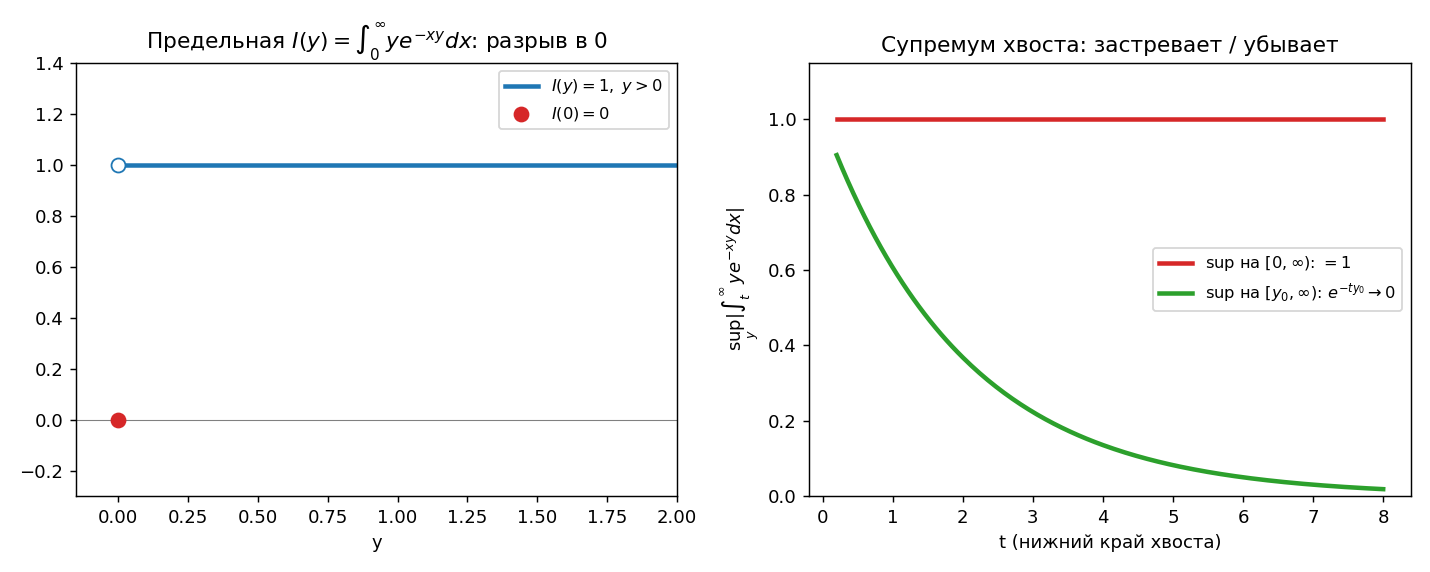 Предельная $I(y) = \int_0^\infty ye^{-xy}dx$: разрыв в 0
1.4
1.2
1.0
0.8
0.6
0.4
0.2
0.0
−0.2
0.00 0.25 0.50 0.75 1.00 1.25 1.50 1.75 2.00
y
$I(y) = 1,\ y > 0$
$I(0) = 0$
Супремум хвоста: застревает / убывает
$\sup_y |\int_t^\infty ye^{-xy}dx|$
1.0
0.8
0.6
0.4
0.2
0.0
0 1 2 3 4 5 6 7 8
t (нижний край хвоста)
sup на $[0, \infty)$: $= 1$
sup на $[y_0, \infty)$: $e^{-ty_0} \to 0$